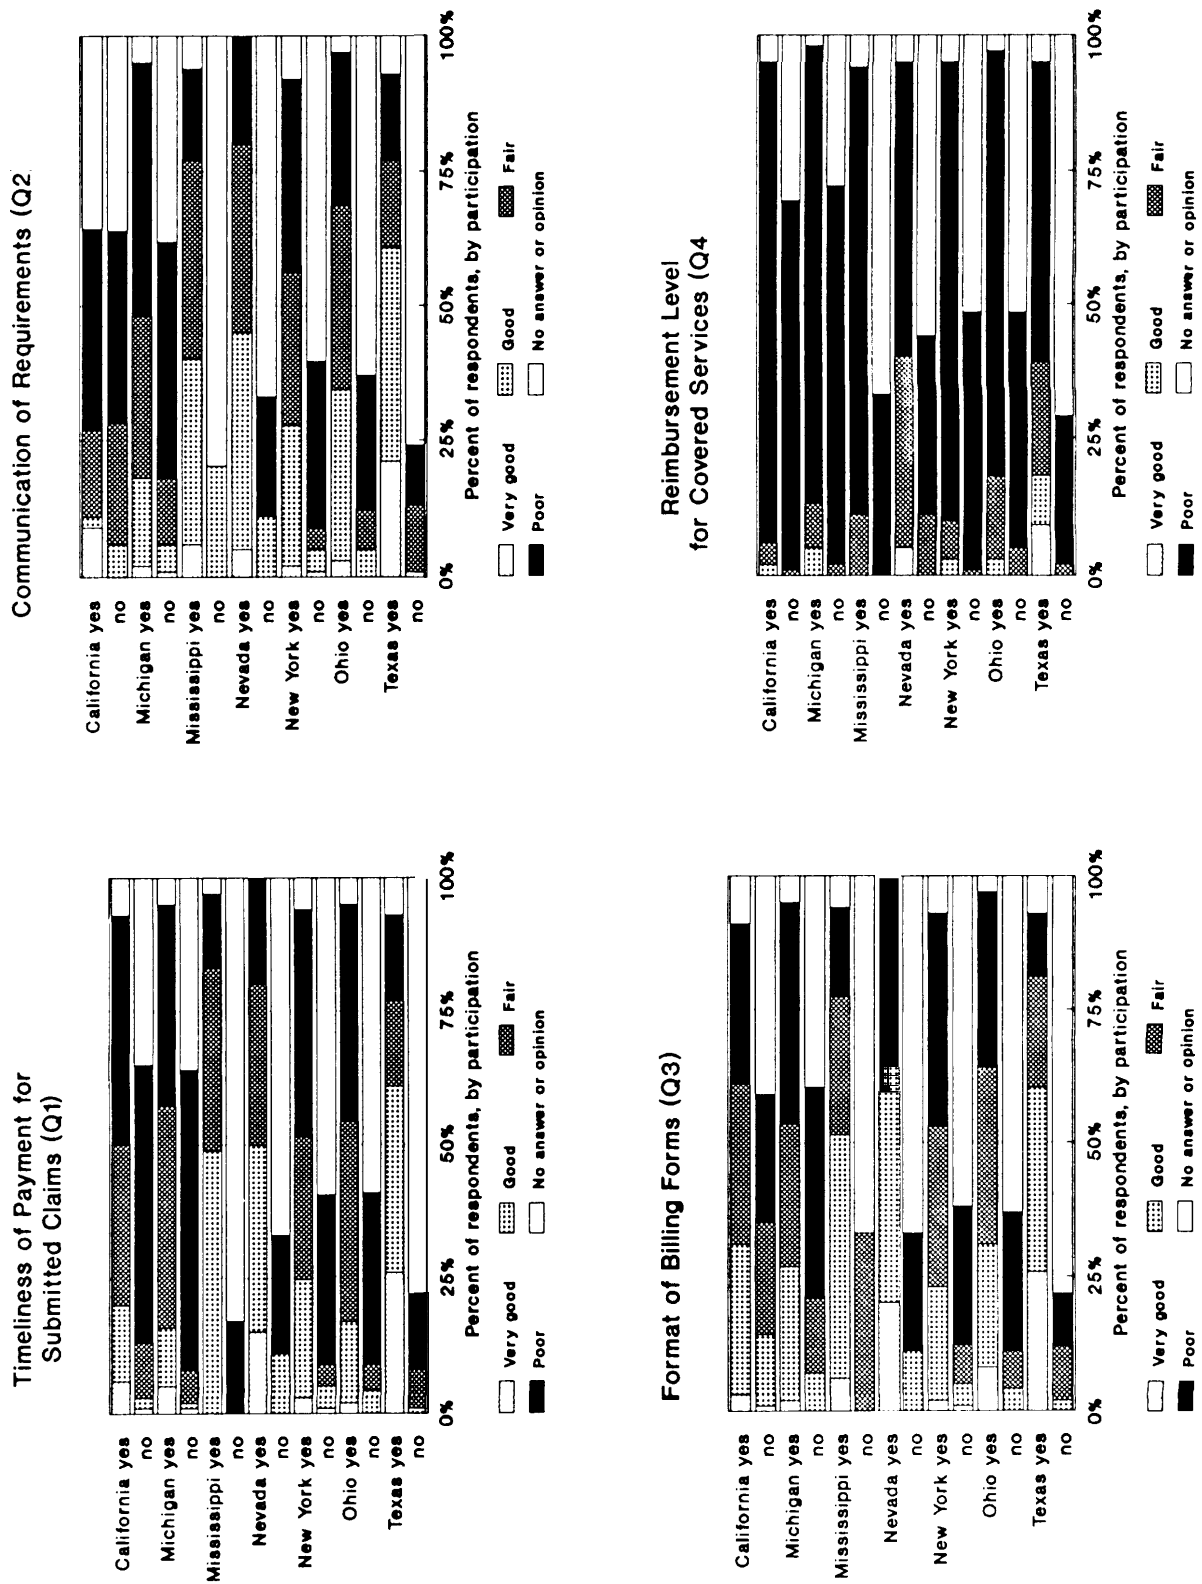 Timeliness of Payment for
Submitted Claims (Q1)
California yes
no
Michigan yes
no
Mississippi yes
no
Nevada yes
no
New York yes
no
Ohio yes
no
Texas yes
no
0% 25% 50% 75% 100%
Percent of respondents, by participation
Very good Good Fair
Poor No answer or opinion
Communication of Requirements (Q2
California yes
no
Michigan yes
no
Mississippi yes
no
Nevada yes
no
New York yes
no
Ohio yes
no
Texas yes
no
0% 25% 50% 75% 100%
Percent of respondents, by participation
Very good Good Fair
Poor No answer or opinion
Format of Billing Forms (Q3)
California yes
no
Michigan yes
no
Mississippi yes
no
Nevada yes
no
New York yes
no
Ohio yes
no
Texas yes
no
0% 25% 50% 75% 100%
Percent of respondents, by participation
Very good Good Fair
Poor No answer or opinion
Reimbursement Level
for Covered Services (Q4
California yes
no
Michigan yes
no
Mississippi yes
no
Nevada yes
no
New York yes
no
Ohio yes
no
Texas yes
no
0% 25% 50% 75% 100%
Percent of respondents, by participation
Very good Good Fair
Poor No answer or opinion